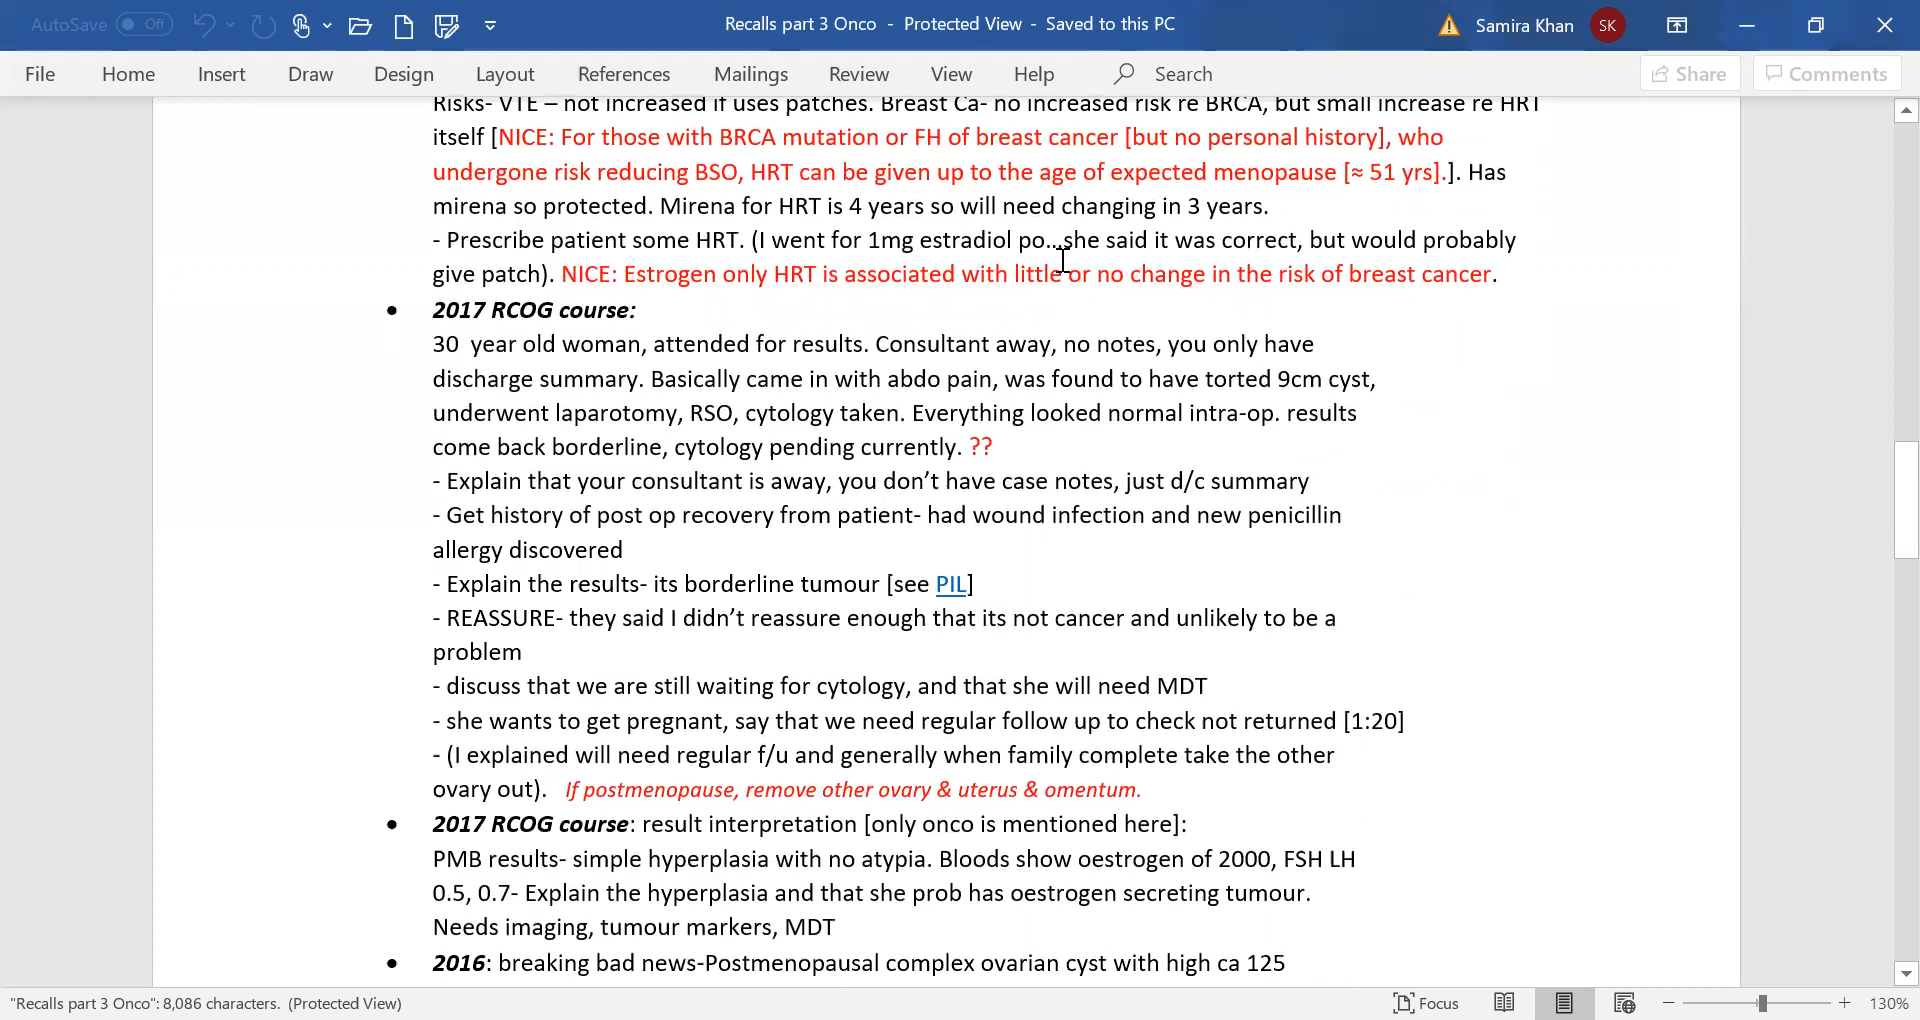 AutoSave Off
Recalls part 3 Onco - Protected View - Saved to this PC
Samira Khan SK
File Home Insert Draw Design Layout References Mailings Review View Help Search Share Comments
Risks- VTE – not increased if uses patches. Breast Ca- no increased risk re BRCA, but small increase re HRT
itself [NICE: For those with BRCA mutation or FH of breast cancer [but no personal history], who
undergone risk reducing BSO, HRT can be given up to the age of expected menopause [≈ 51 yrs].]. Has
mirena so protected. Mirena for HRT is 4 years so will need changing in 3 years.
- Prescribe patient some HRT. (I went for 1mg estradiol po...she said it was correct, but would probably
give patch). NICE: Estrogen only HRT is associated with little or no change in the risk of breast cancer.
• 2017 RCOG course:
30  year old woman, attended for results. Consultant away, no notes, you only have
discharge summary. Basically came in with abdo pain, was found to have torted 9cm cyst,
underwent laparotomy, RSO, cytology taken. Everything looked normal intra-op. results
come back borderline, cytology pending currently. ??
- Explain that your consultant is away, you don’t have case notes, just d/c summary
- Get history of post op recovery from patient- had wound infection and new penicillin
allergy discovered
- Explain the results- its borderline tumour [see PIL]
- REASSURE- they said I didn’t reassure enough that its not cancer and unlikely to be a
problem
- discuss that we are still waiting for cytology, and that she will need MDT
- she wants to get pregnant, say that we need regular follow up to check not returned [1:20]
- (I explained will need regular f/u and generally when family complete take the other
ovary out). If postmenopause, remove other ovary & uterus & omentum.
• 2017 RCOG course: result interpretation [only onco is mentioned here]:
PMB results- simple hyperplasia with no atypia. Bloods show oestrogen of 2000, FSH LH
0.5, 0.7- Explain the hyperplasia and that she prob has oestrogen secreting tumour.
Needs imaging, tumour markers, MDT
• 2016: breaking bad news-Postmenopausal complex ovarian cyst with high ca 125
"Recalls part 3 Onco": 8,086 characters. (Protected View)
Focus
130%